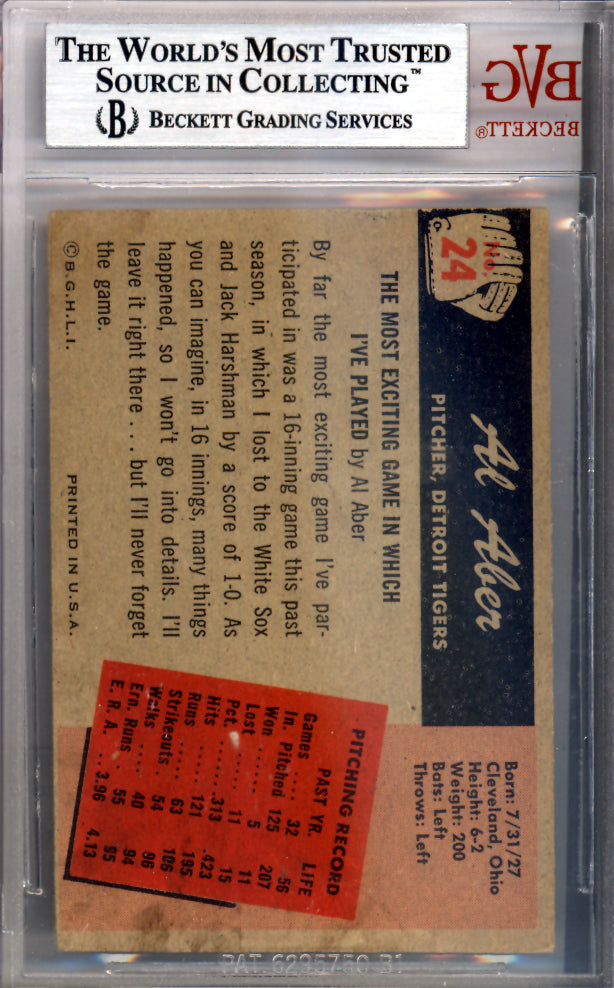 THE WORLD'S MOST TRUSTED
SOURCE IN COLLECTING™
B BECKETT GRADING SERVICES
BVG
BECKETT®
NO.
24
Al Aber
PITCHER, DETROIT TIGERS
Born: 7/31/27
Cleveland, Ohio
Height: 6-2
Weight: 200
Bats: Left
Throws: Left
THE MOST EXCITING GAME IN WHICH
I'VE PLAYED by Al Aber
By far the most exciting game I've par-
ticipated in was a 16-inning game this past
season, in which I lost to the White Sox
and Jack Harshman by a score of 1-0. As
you can imagine, in 16 innings, many things
happened, so I won't go into details. I'll
leave it right there . . . but I'll never forget
the game.
©B.G.H.L.I. PRINTED IN U.S.A.
PITCHING RECORD
PAST YR. LIFE
Games .... 32 56
In. Pitched 125 207
Won ...... 5 11
Lost ...... 11 15
Pct. ...... .313 .423
Hits ...... 121 195
Runs ...... 63 106
Strikeouts .. 54 96
Walks .... 40 94
Ern. Runs .. 55 95
E. R. A. .. 3.96 4.13
PAT. 6295750 B1